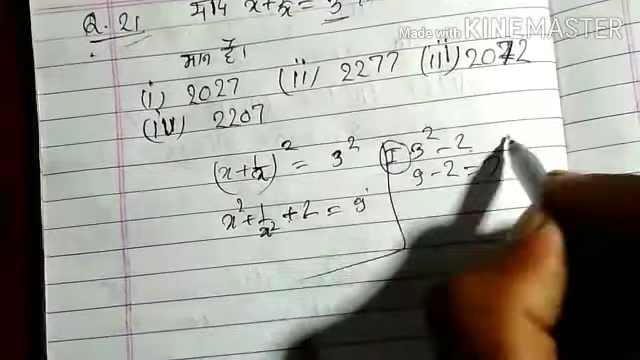 Made with KINEMASTER
Q. 21 x + 1/x = 3
मान है।
(i) 2027 (ii) 2277 (iii) 2072
(iv) 2207
(x + 1/x)² = 3²
x² + 1/x² + 2 = 9
I 3² - 2
9 - 2 =